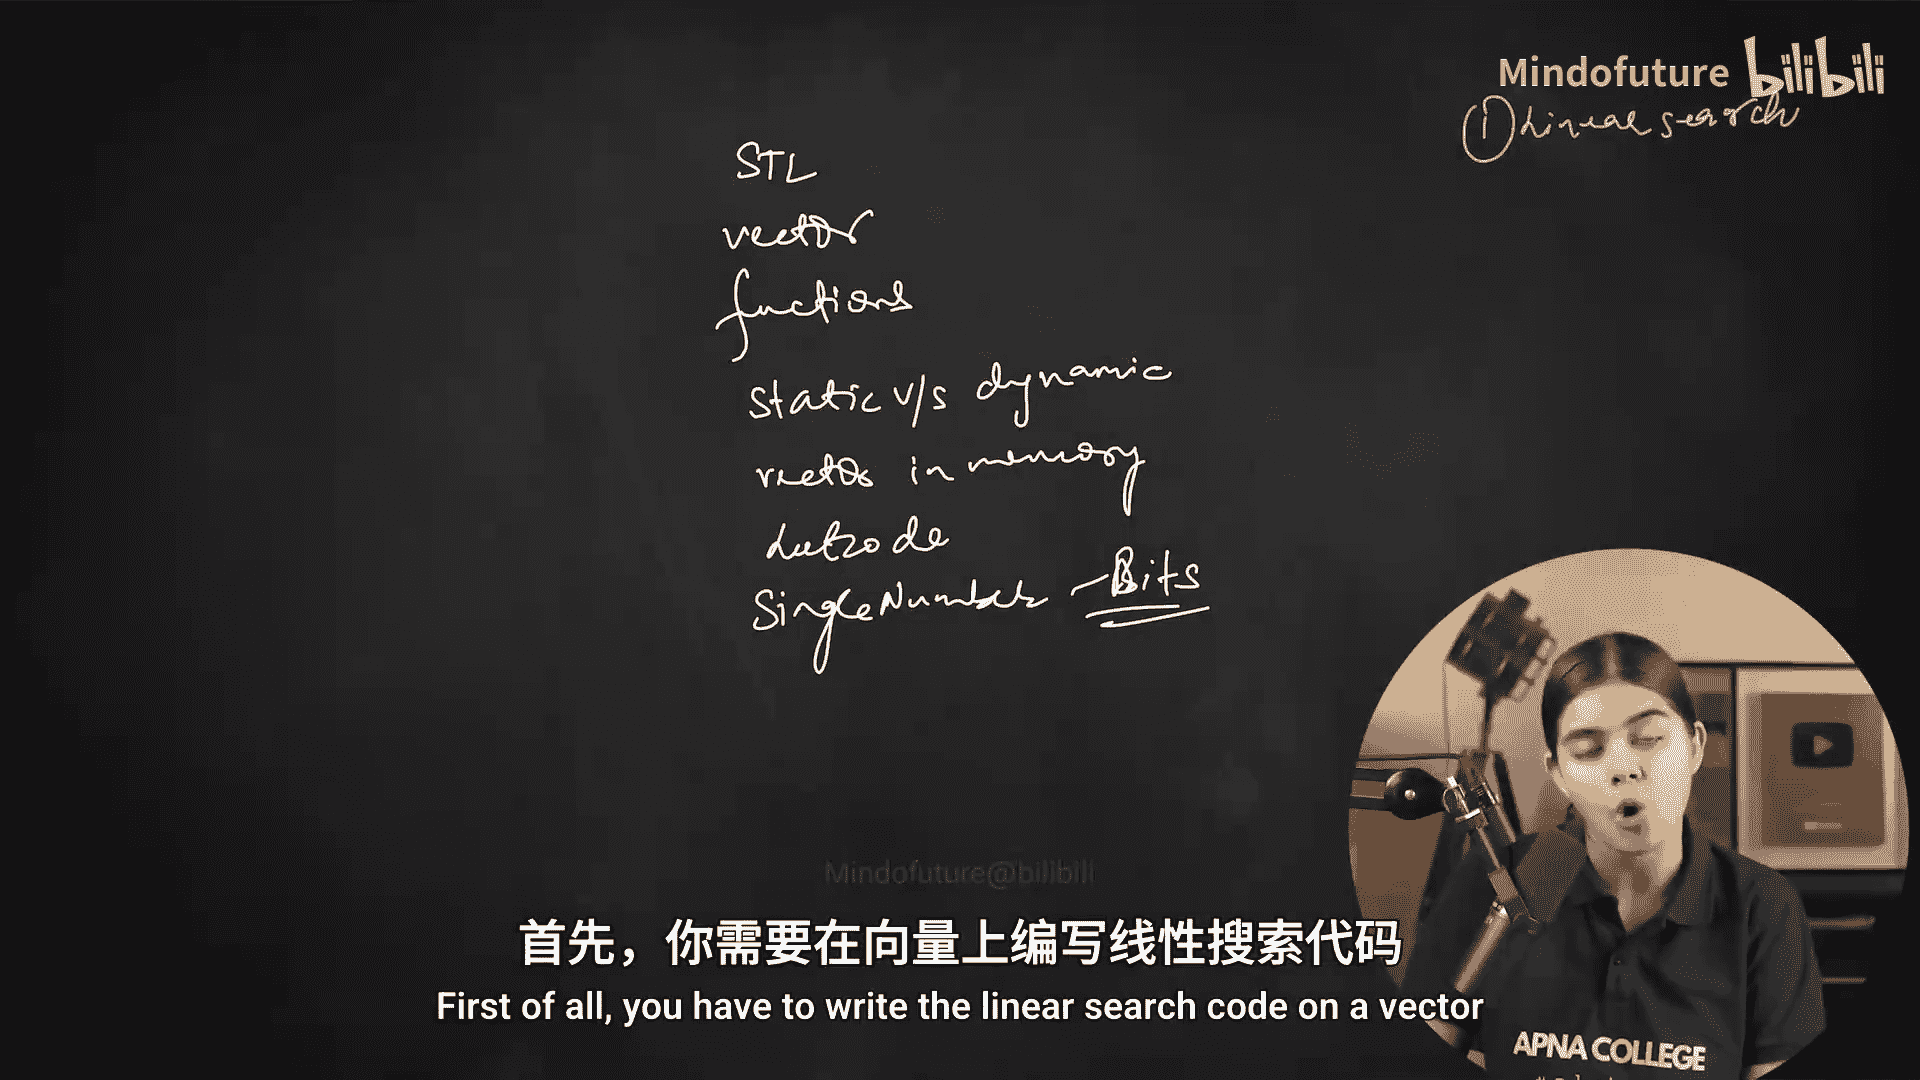 Mindofuture bilibili
① Linear search
STL
vector
functions
static v/s dynamic
vector in memory
Leetcode
Single Number - Bits
Mindofuture@bilibili
首先，你需要在向量上编写线性搜索代码
First of all, you have to write the linear search code on a vector
APNA COLLEGE